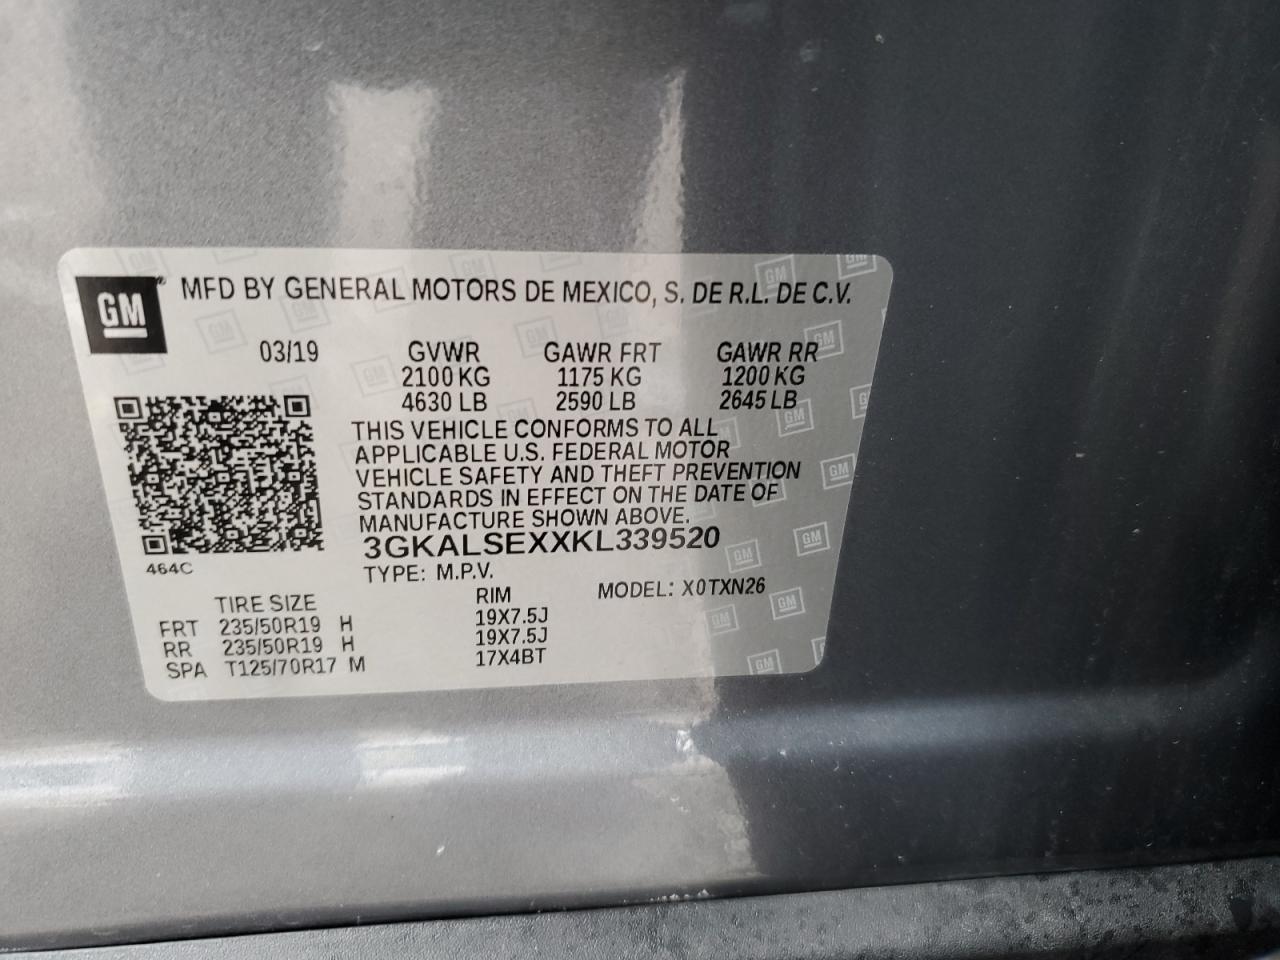 GM MFD BY GENERAL MOTORS DE MEXICO, S. DE R.L. DE C.V.
03/19 GVWR GAWR FRT GAWR RR
2100 KG 1175 KG 1200 KG
4630 LB 2590 LB 2645 LB
THIS VEHICLE CONFORMS TO ALL
APPLICABLE U.S. FEDERAL MOTOR
VEHICLE SAFETY AND THEFT PREVENTION
STANDARDS IN EFFECT ON THE DATE OF
MANUFACTURE SHOWN ABOVE.
3GKALSEXXKL339520
464C
TYPE: M.P.V.
TIRE SIZE RIM MODEL: X0TXN26
FRT 235/50R19 H 19X7.5J
RR 235/50R19 H 19X7.5J
SPA T125/70R17 M 17X4BT